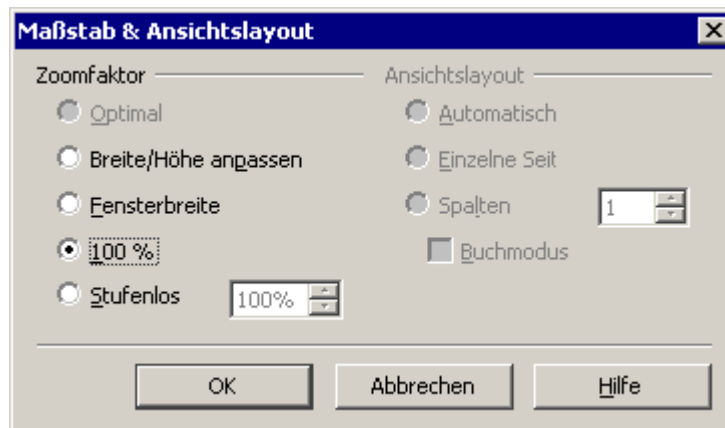 Maßstab & Ansichtslayout
Zoomfaktor
Optimal
Breite/Höhe anpassen
Fensterbreite
100 %
Stufenlos 100%
Ansichtslayout
Automatisch
Einzelne Seit
Spalten 1
Buchmodus
OK Abbrechen Hilfe